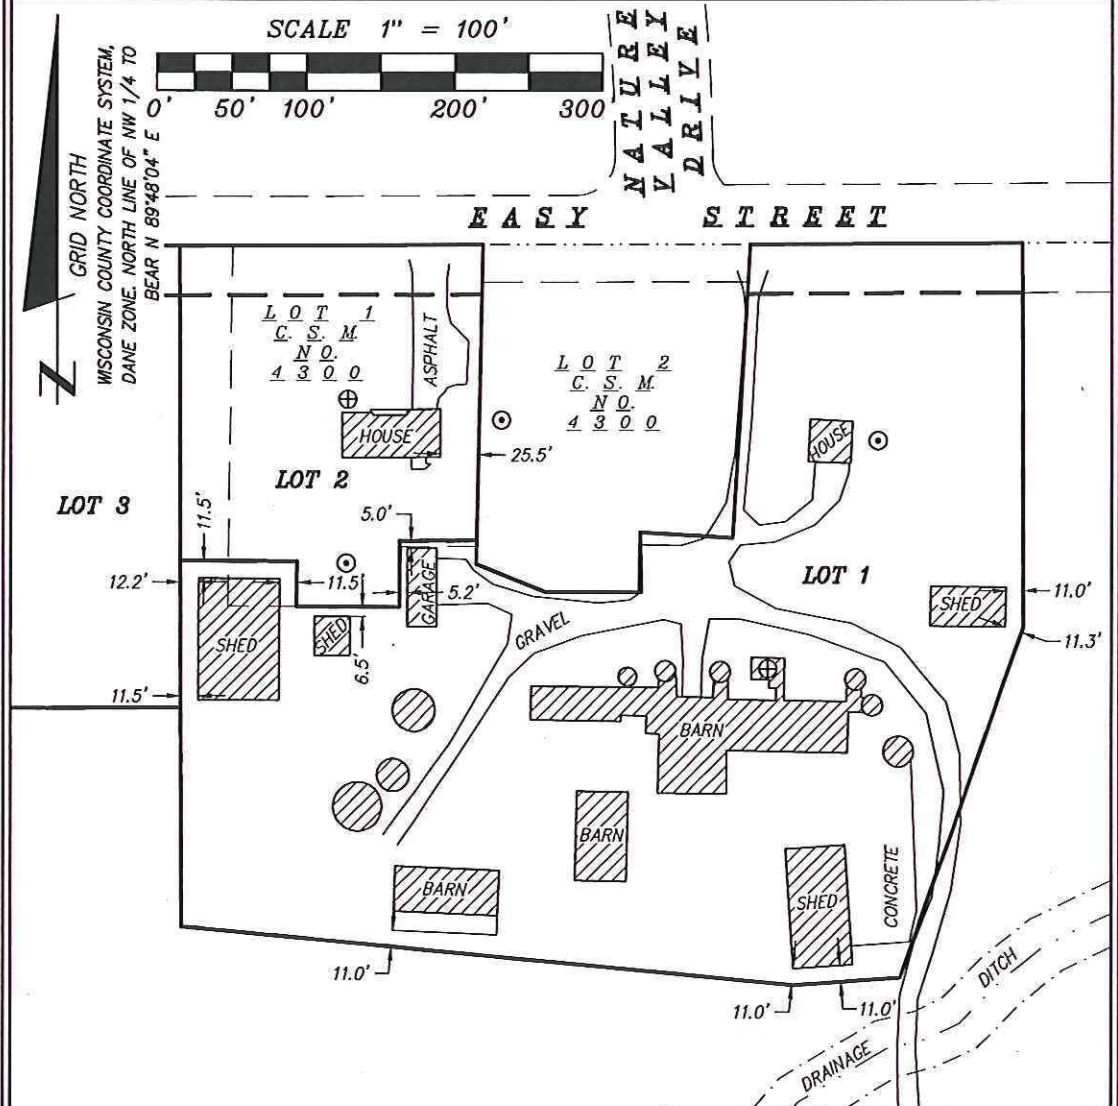 SCALE 1" = 100'
0' 50' 100' 200' 300'
GRID NORTH
WISCONSIN COUNTY COORDINATE SYSTEM,
DANE ZONE. NORTH LINE OF NW 1/4 TO
BEAR N 89°48'04" E
N
NATURE
VALLEY
DRIVE
EASY STREET
LOT 1
C.S.M.
NO.
4300
ASPHALT
LOT 2
C.S.M.
NO.
4300
HOUSE
HOUSE
25.5'
LOT 2
LOT 3
11.5'
5.0'
LOT 1
12.2'
11.5
GARAGE
5.2'
SHED
11.0'
SHED
SHED
6.5'
GRAVEL
11.3'
11.5'
BARN
BARN
BARN
SHED
CONCRETE
11.0'
11.0'
11.0'
DITCH
DRAINAGE